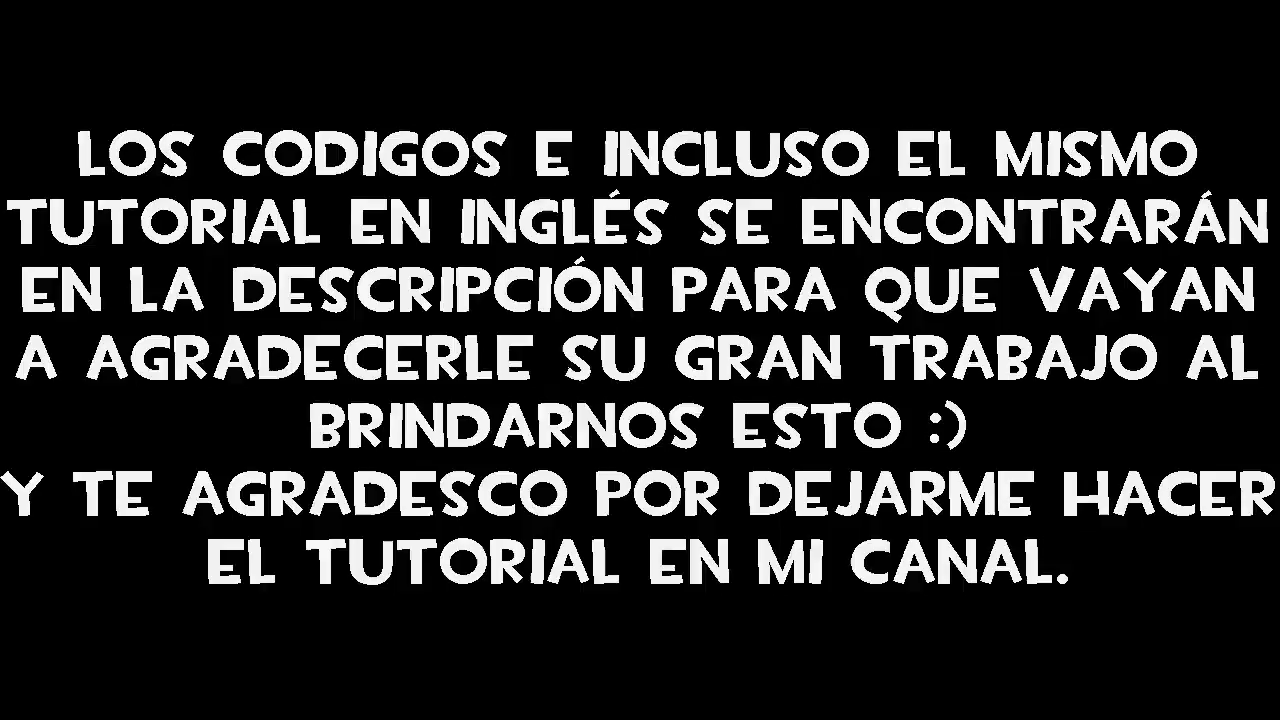 LOS CODIGOS E INCLUSO EL MISMO
TUTORIAL EN INGLÉS SE ENCONTRARÁN
EN LA DESCRIPCIÓN PARA QUE VAYAN
A AGRADECERLE SU GRAN TRABAJO AL
BRINDARNOS ESTO :)
Y TE AGRADESCO POR DEJARME HACER
EL TUTORIAL EN MI CANAL.